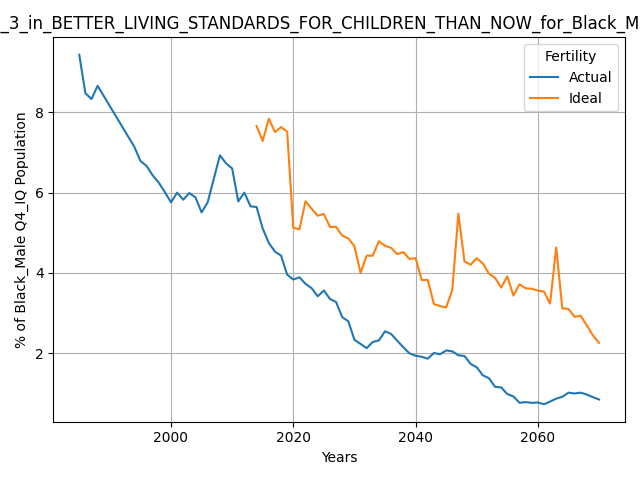 _3_in_BETTER_LIVING_STANDARDS_FOR_CHILDREN_THAN_NOW_for_Black_M
Fertility
Actual
Ideal
% of Black_Male Q4_IQ Population
8
6
4
2
2000 2020 2040 2060
Years